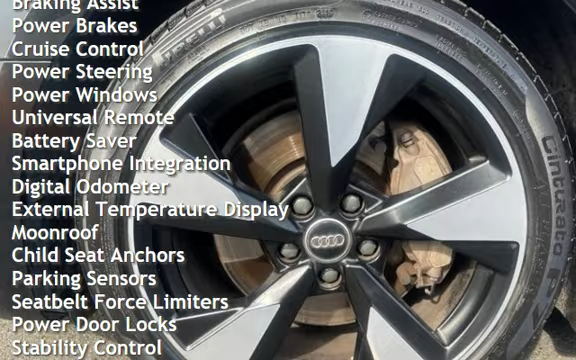 Braking Assist
Power Brakes
Cruise Control
Power Steering
Power Windows
Universal Remote
Battery Saver
Smartphone Integration
Digital Odometer
External Temperature Display
Moonroof
Child Seat Anchors
Parking Sensors
Seatbelt Force Limiters
Power Door Locks
Stability Control
PIRELLI
Cinturato P7